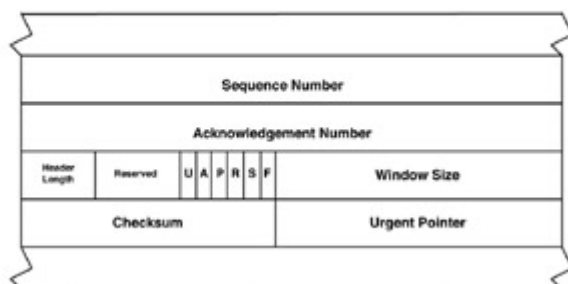 Sequence Number
Acknowledgement Number
Header Length Reserved U A P R S F Window Size
Checksum Urgent Pointer